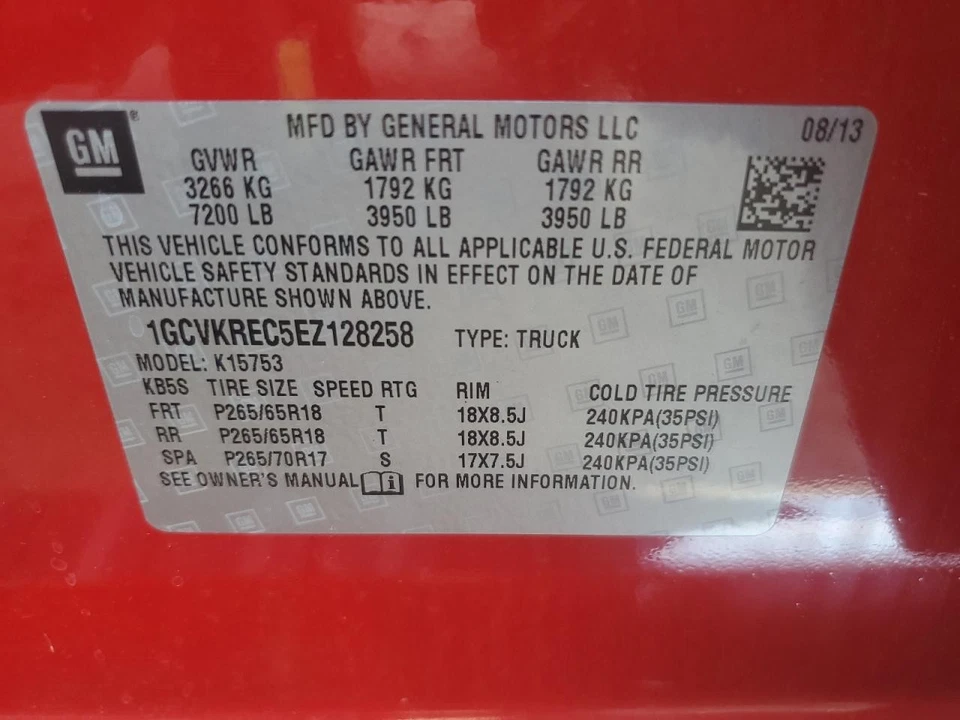 GM ® MFD BY GENERAL MOTORS LLC 08/13
GVWR GAWR FRT GAWR RR
3266 KG 1792 KG 1792 KG
7200 LB 3950 LB 3950 LB
THIS VEHICLE CONFORMS TO ALL APPLICABLE U.S. FEDERAL MOTOR
VEHICLE SAFETY STANDARDS IN EFFECT ON THE DATE OF
MANUFACTURE SHOWN ABOVE.
1GCVKREC5EZ128258 TYPE: TRUCK
MODEL: K15753
KB5S TIRE SIZE SPEED RTG RIM COLD TIRE PRESSURE
FRT P265/65R18 T 18X8.5J 240KPA(35PSI)
RR P265/65R18 T 18X8.5J 240KPA(35PSI)
SPA P265/70R17 S 17X7.5J 240KPA(35PSI)
SEE OWNER'S MANUAL i FOR MORE INFORMATION.